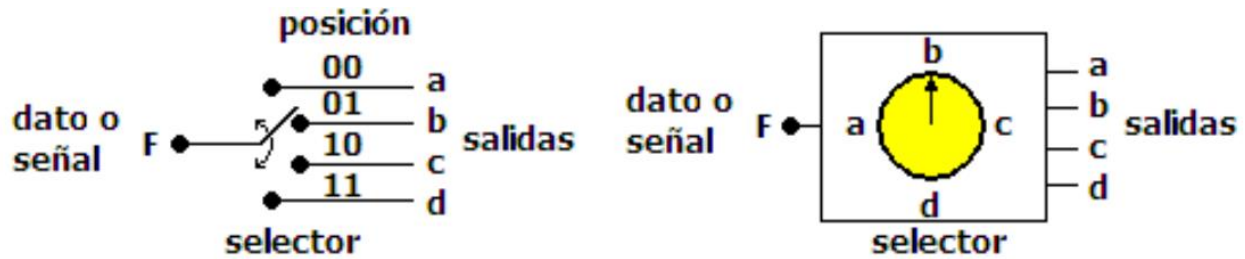 posición
00 a
01 b
10 c
11 d
dato o
señal F
salidas
selector
dato o
señal F
b
a c
d
a
b
c
d
salidas
selector